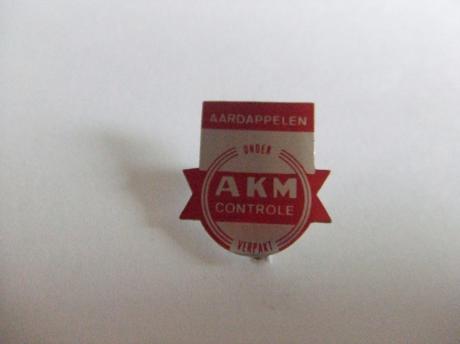 AARDAPPELEN
ONDER
AKM
CONTROLE
VERPAKT